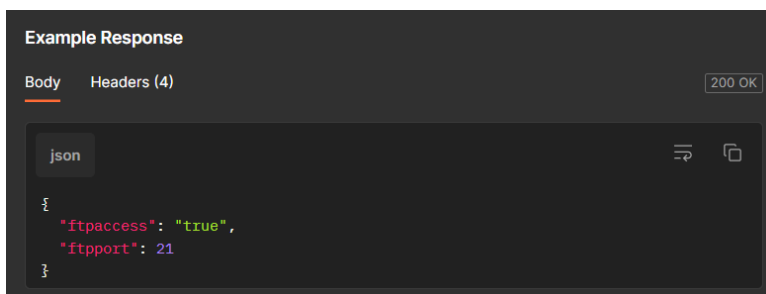 Example Response
Body Headers (4) 200 OK
json
{
"ftpaccess": "true",
"ftpport": 21
}